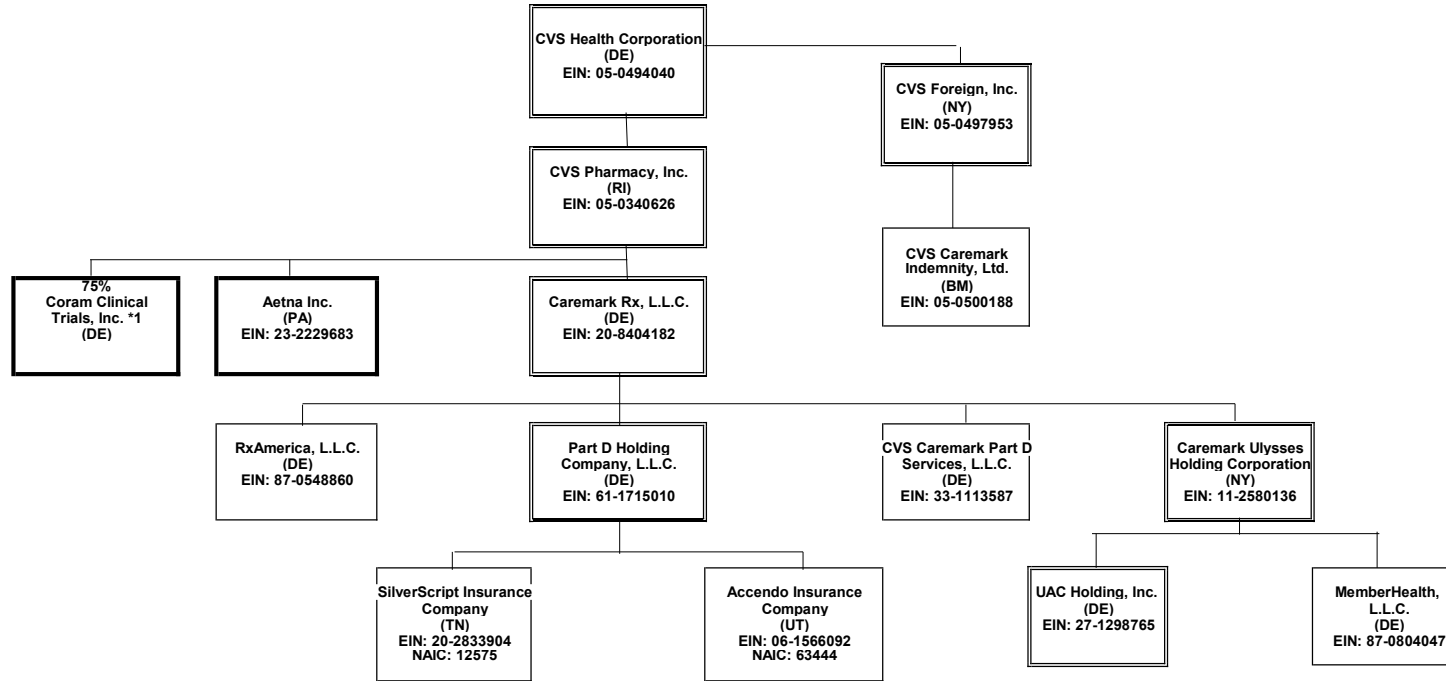 CVS Health Corporation
(DE)
EIN: 05-0494040
CVS Foreign, Inc.
(NY)
EIN: 05-0497953
CVS Pharmacy, Inc.
(RI)
EIN: 05-0340626
CVS Caremark
Indemnity, Ltd.
(BM)
EIN: 05-0500188
75%
Coram Clinical
Trials, Inc. *1
(DE)
Aetna Inc.
(PA)
EIN: 23-2229683
Caremark Rx, L.L.C.
(DE)
EIN: 20-8404182
RxAmerica, L.L.C.
(DE)
EIN: 87-0548860
Part D Holding
Company, L.L.C.
(DE)
EIN: 61-1715010
CVS Caremark Part D
Services, L.L.C.
(DE)
EIN: 33-1113587
Caremark Ulysses
Holding Corporation
(NY)
EIN: 11-2580136
SilverScript Insurance
Company
(TN)
EIN: 20-2833904
NAIC: 12575
Accendo Insurance
Company
(UT)
EIN: 06-1566092
NAIC: 63444
UAC Holding, Inc.
(DE)
EIN: 27-1298765
MemberHealth,
L.L.C.
(DE)
EIN: 87-0804047